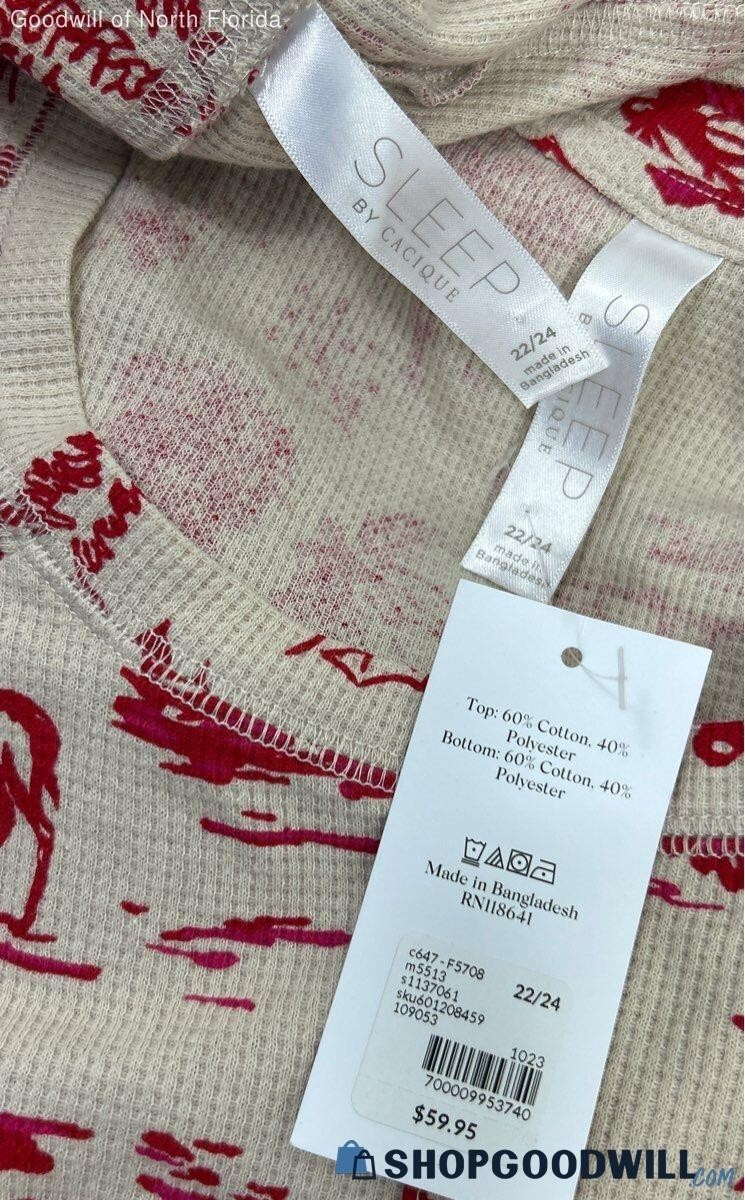 Goodwill of North Florida
SLEEP
BY CACIQUE
22/24
made in
Bangladesh
SLEEP
22/24
made in
Bangladesh
Top: 60% Cotton, 40%
Polyester
Bottom: 60% Cotton, 40%
Polyester
Made in Bangladesh
RN118641
c647-F5708
m5513
s1137061
sku601208459
109053
22/24
1023
700009953740
$59.95
SHOPGOODWILL.COM